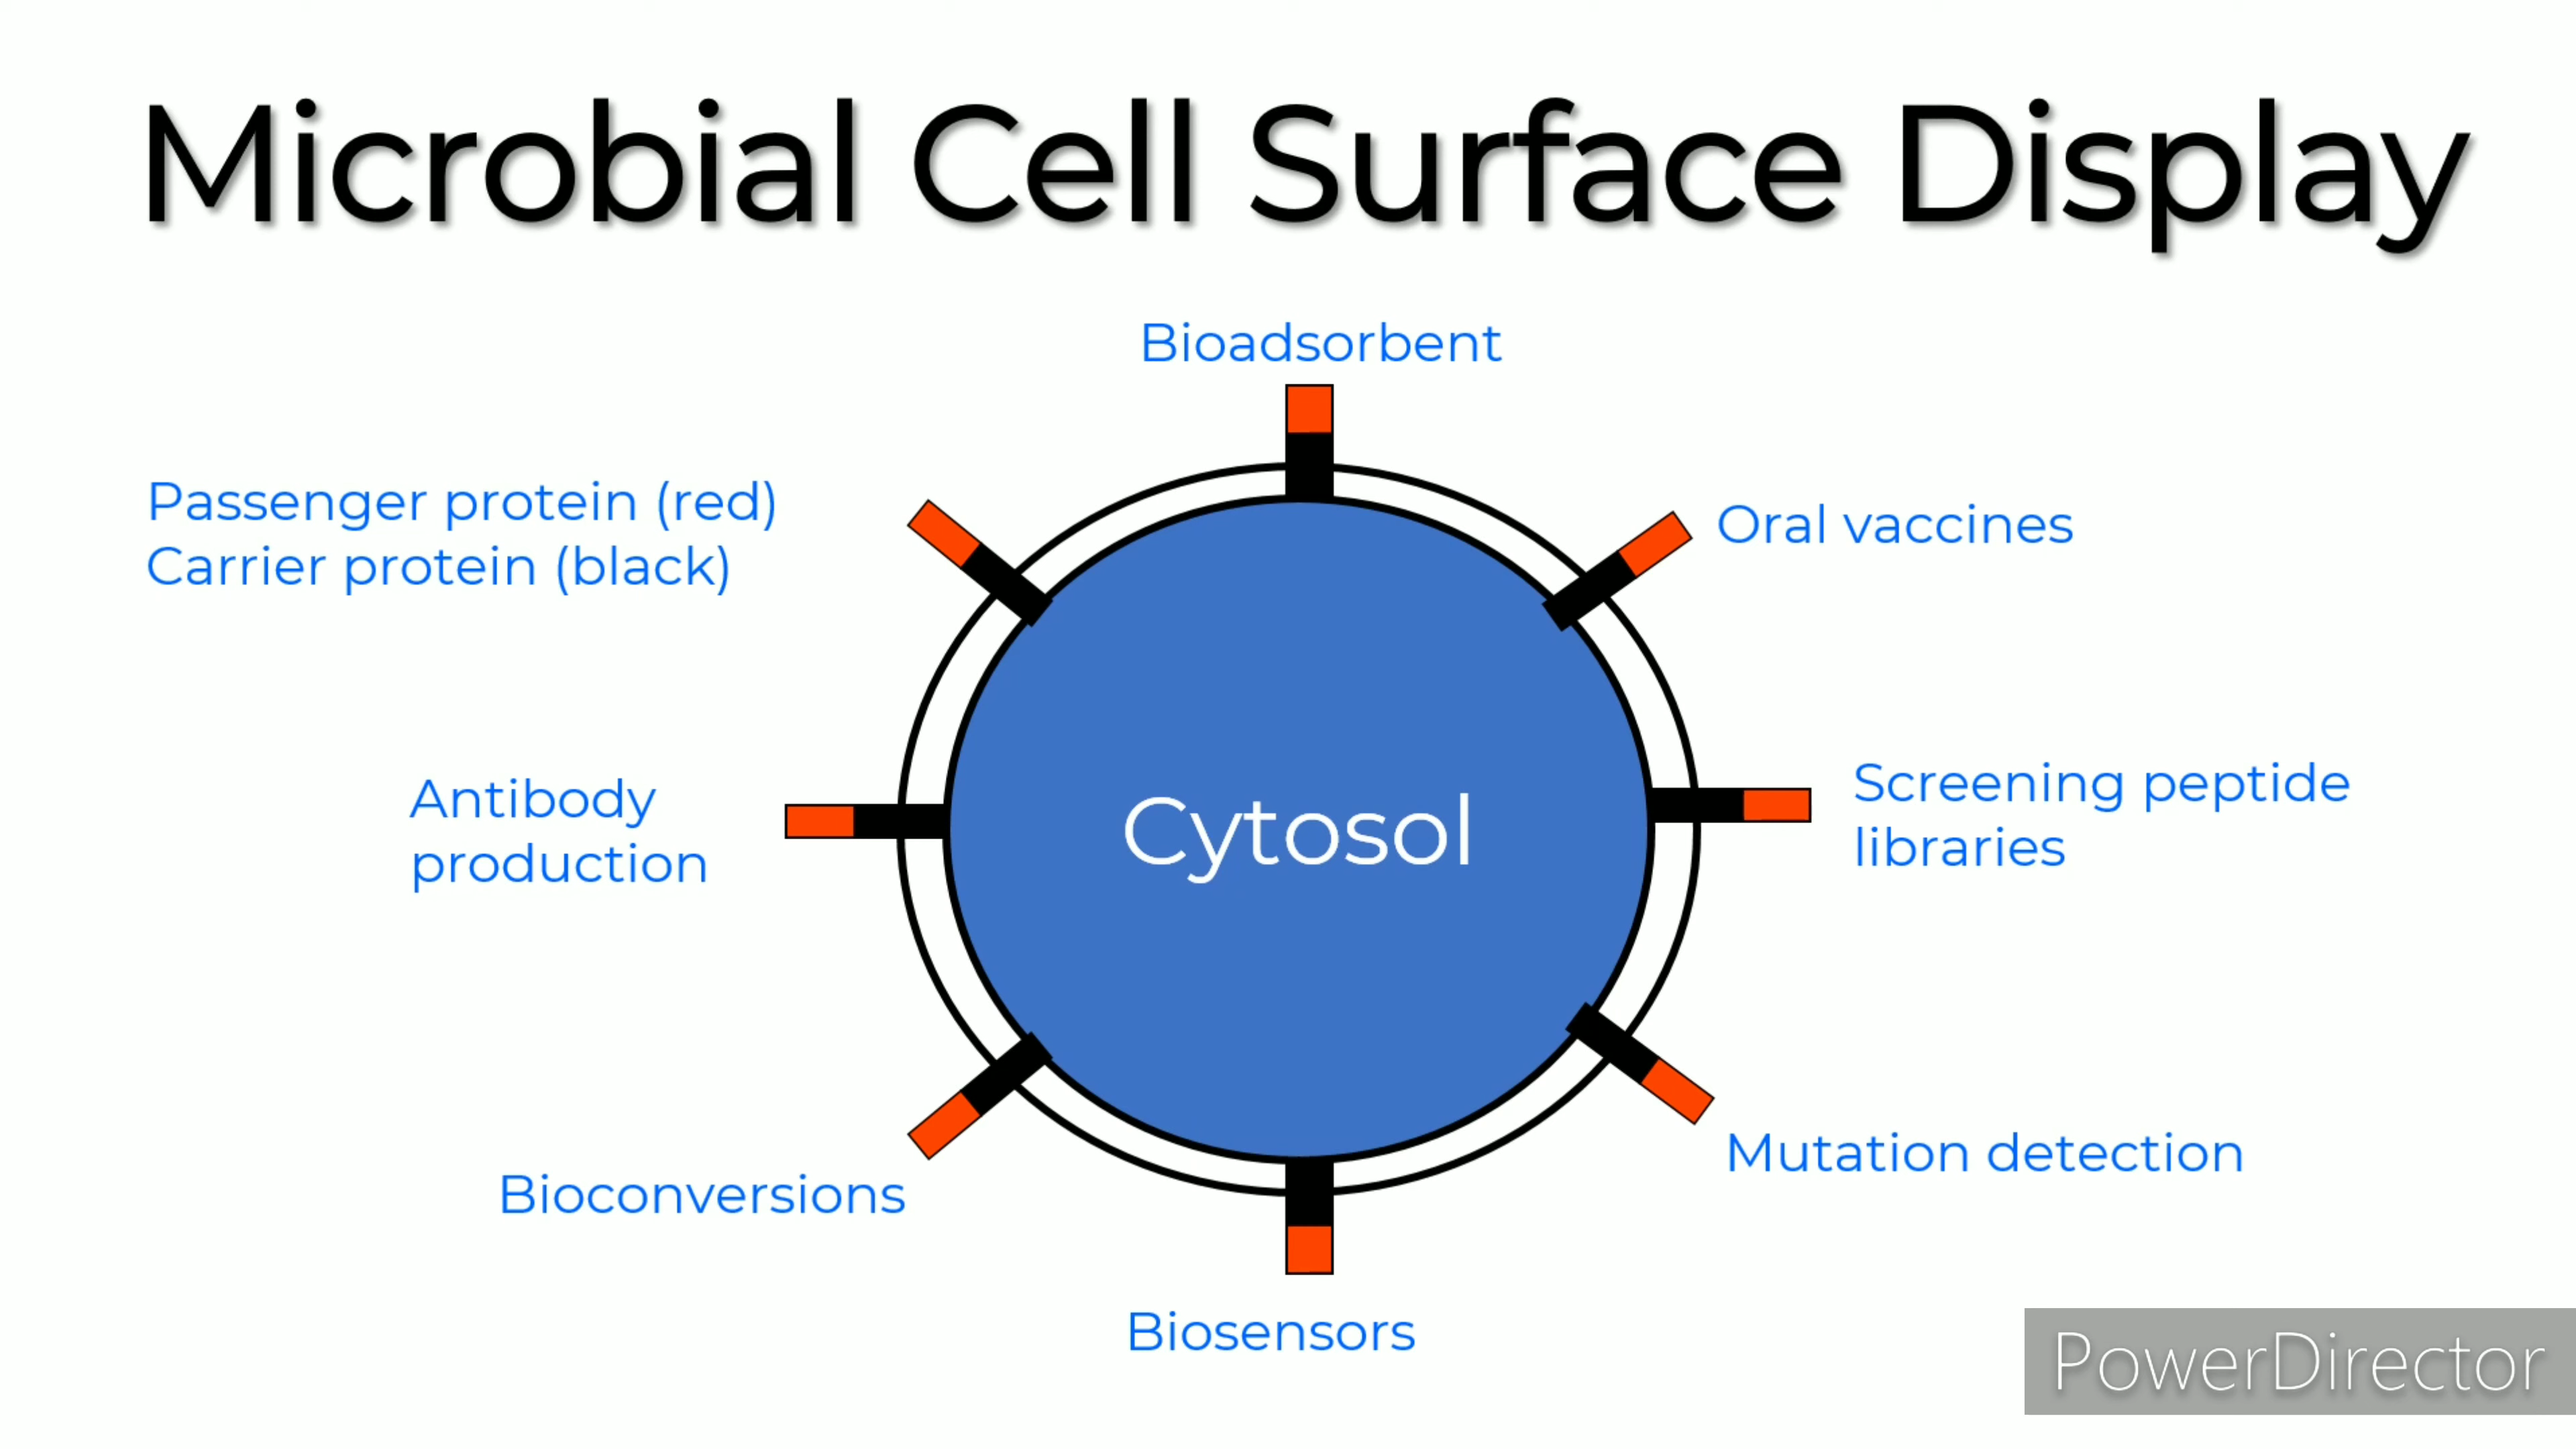 Microbial Cell Surface Display
Bioadsorbent
Passenger protein (red)
Carrier protein (black)
Oral vaccines
Antibody
production
Cytosol
Screening peptide
libraries
Mutation detection
Bioconversions
Biosensors
PowerDirector